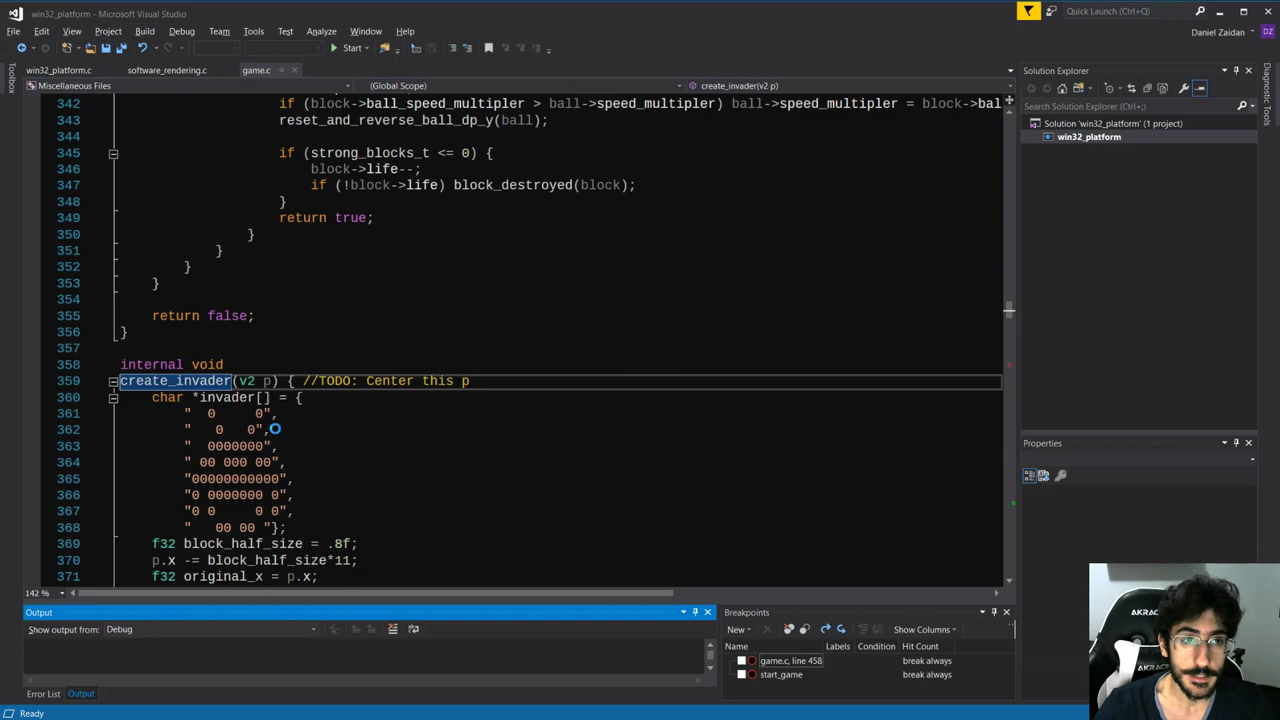 win32_platform - Microsoft Visual Studio
Quick Launch (Ctrl+Q)
File Edit View Project Build Debug Team Tools Test Analyze Window Help
Daniel Zaidan DZ
Start
Toolbox
win32_platform.c software_rendering.c game.c
Miscellaneous Files (Global Scope) create_invader(v2 p)
342 if (block->ball_speed_multipler > ball->speed_multipler) ball->speed_multipler = block->bal
343 reset_and_reverse_ball_dp_y(ball);
344
345 if (strong_blocks_t <= 0) {
346 block->life--;
347 if (!block->life) block_destroyed(block);
348 }
349 return true;
350 }
351 }
352 }
353 }
354
355 return false;
356 }
357
358 internal void
359 create_invader(v2 p) { //TODO: Center this p
360 char *invader[] = {
361 "  0     0",
362 "   0   0",
363 "  0000000",
364 " 00 000 00",
365 "00000000000",
366 "0 0000000 0",
367 "0 0     0 0",
368 "   00 00 "};
369 f32 block_half_size = .8f;
370 p.x -= block_half_size*11;
371 f32 original_x = p.x;
142 %
Solution Explorer
Search Solution Explorer (Ctrl+;)
Solution 'win32_platform' (1 project)
win32_platform
Properties
Diagnostic Tools
Output
Show output from: Debug
Breakpoints
New Show Columns
Name Labels Condition Hit Count
game.c, line 458 break always
start_game break always
Error List Output
Ready
AKRACING